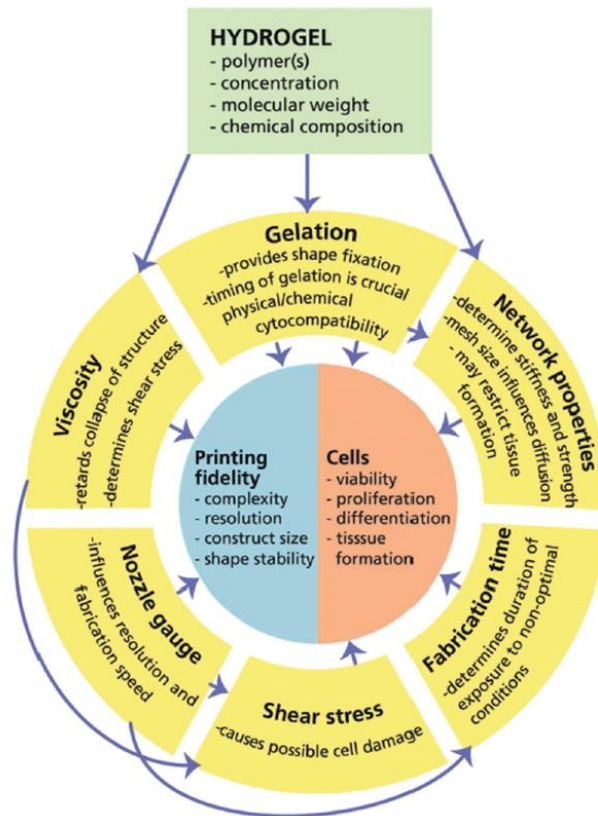 HYDROGEL
- polymer(s)
- concentration
- molecular weight
- chemical composition
Gelation
-provides shape fixation
-timing of gelation is crucial
physical/chemical
cytocompatibility
Viscosity
-retards collapse of structure
-determines shear stress
Network properties
-determine stiffness and strength
-mesh size influences diffusion
- may restrict tissue
formation
Printing
fidelity
- complexity
- resolution
- construct size
- shape stability
Cells
- viability
- proliferation
- differentiation
- tisssue
formation
Nozzle gauge
-influences resolution and
fabrication speed
Shear stress
-causes possible cell damage
Fabrication time
-determines duration of
exposure to non-optimal
conditions